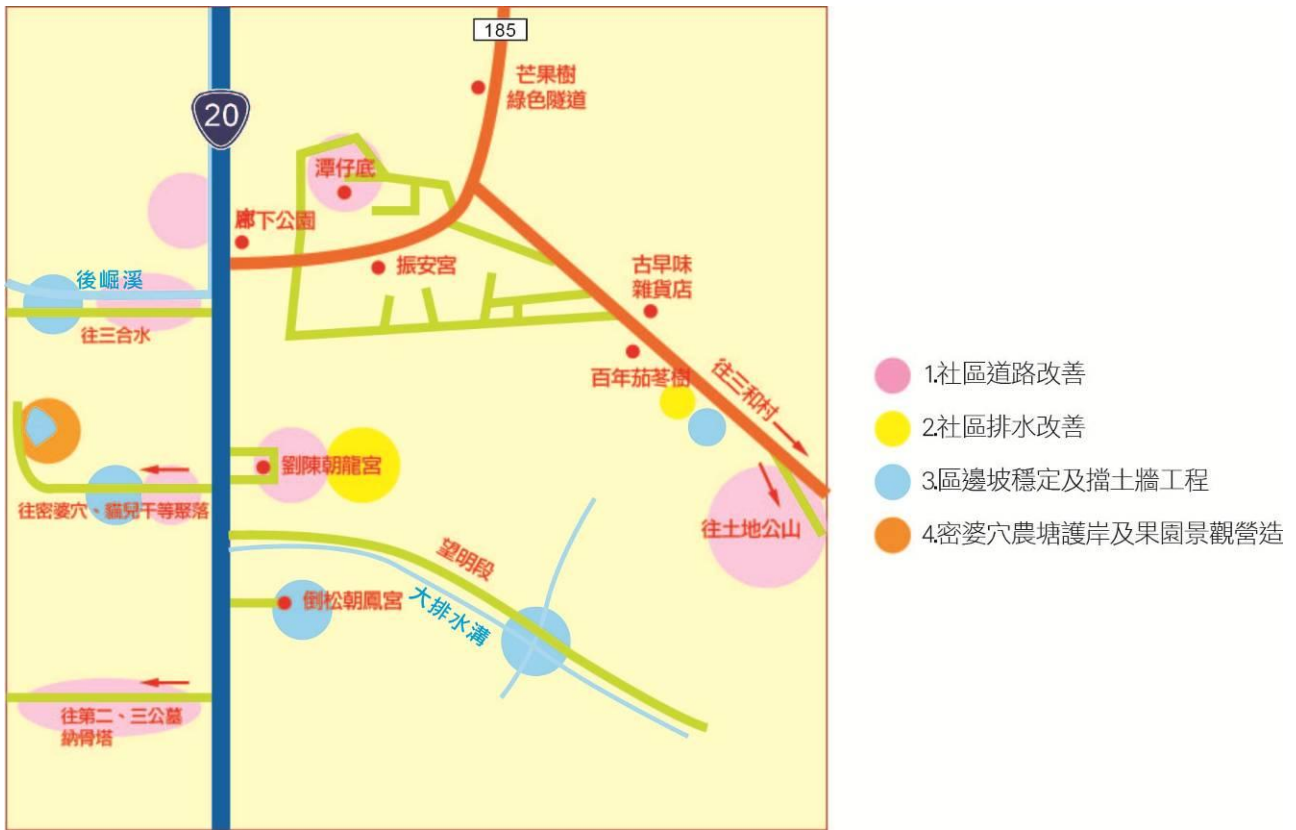 185
芒果樹
綠色隧道
20
潭仔底
廍下公園
振安宮
古早味
雜貨店
後崛溪
往三合水
百年茄苳樹
往三和村
劉陳朝龍宮
往密婆穴、貓兒干等聚落
往土地公山
望明段
大排水溝
倒松朝鳳宮
往第二、三公墓
納骨塔
1.社區道路改善
2.社區排水改善
3.區邊坡穩定及擋土牆工程
4.密婆穴農塘護岸及果園景觀營造